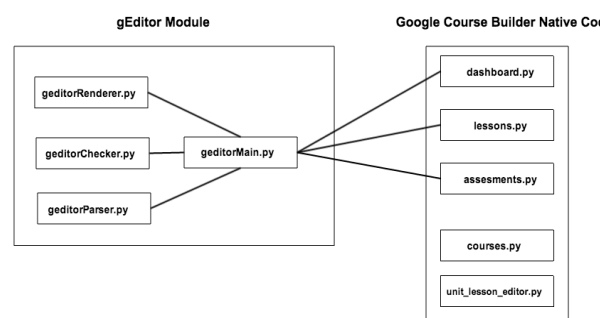 gEditor Module
Google Course Builder Native Co
geditorRenderer.py
geditorChecker.py
geditorParser.py
geditorMain.py
dashboard.py
lessons.py
assesments.py
courses.py
unit_lesson_editor.py